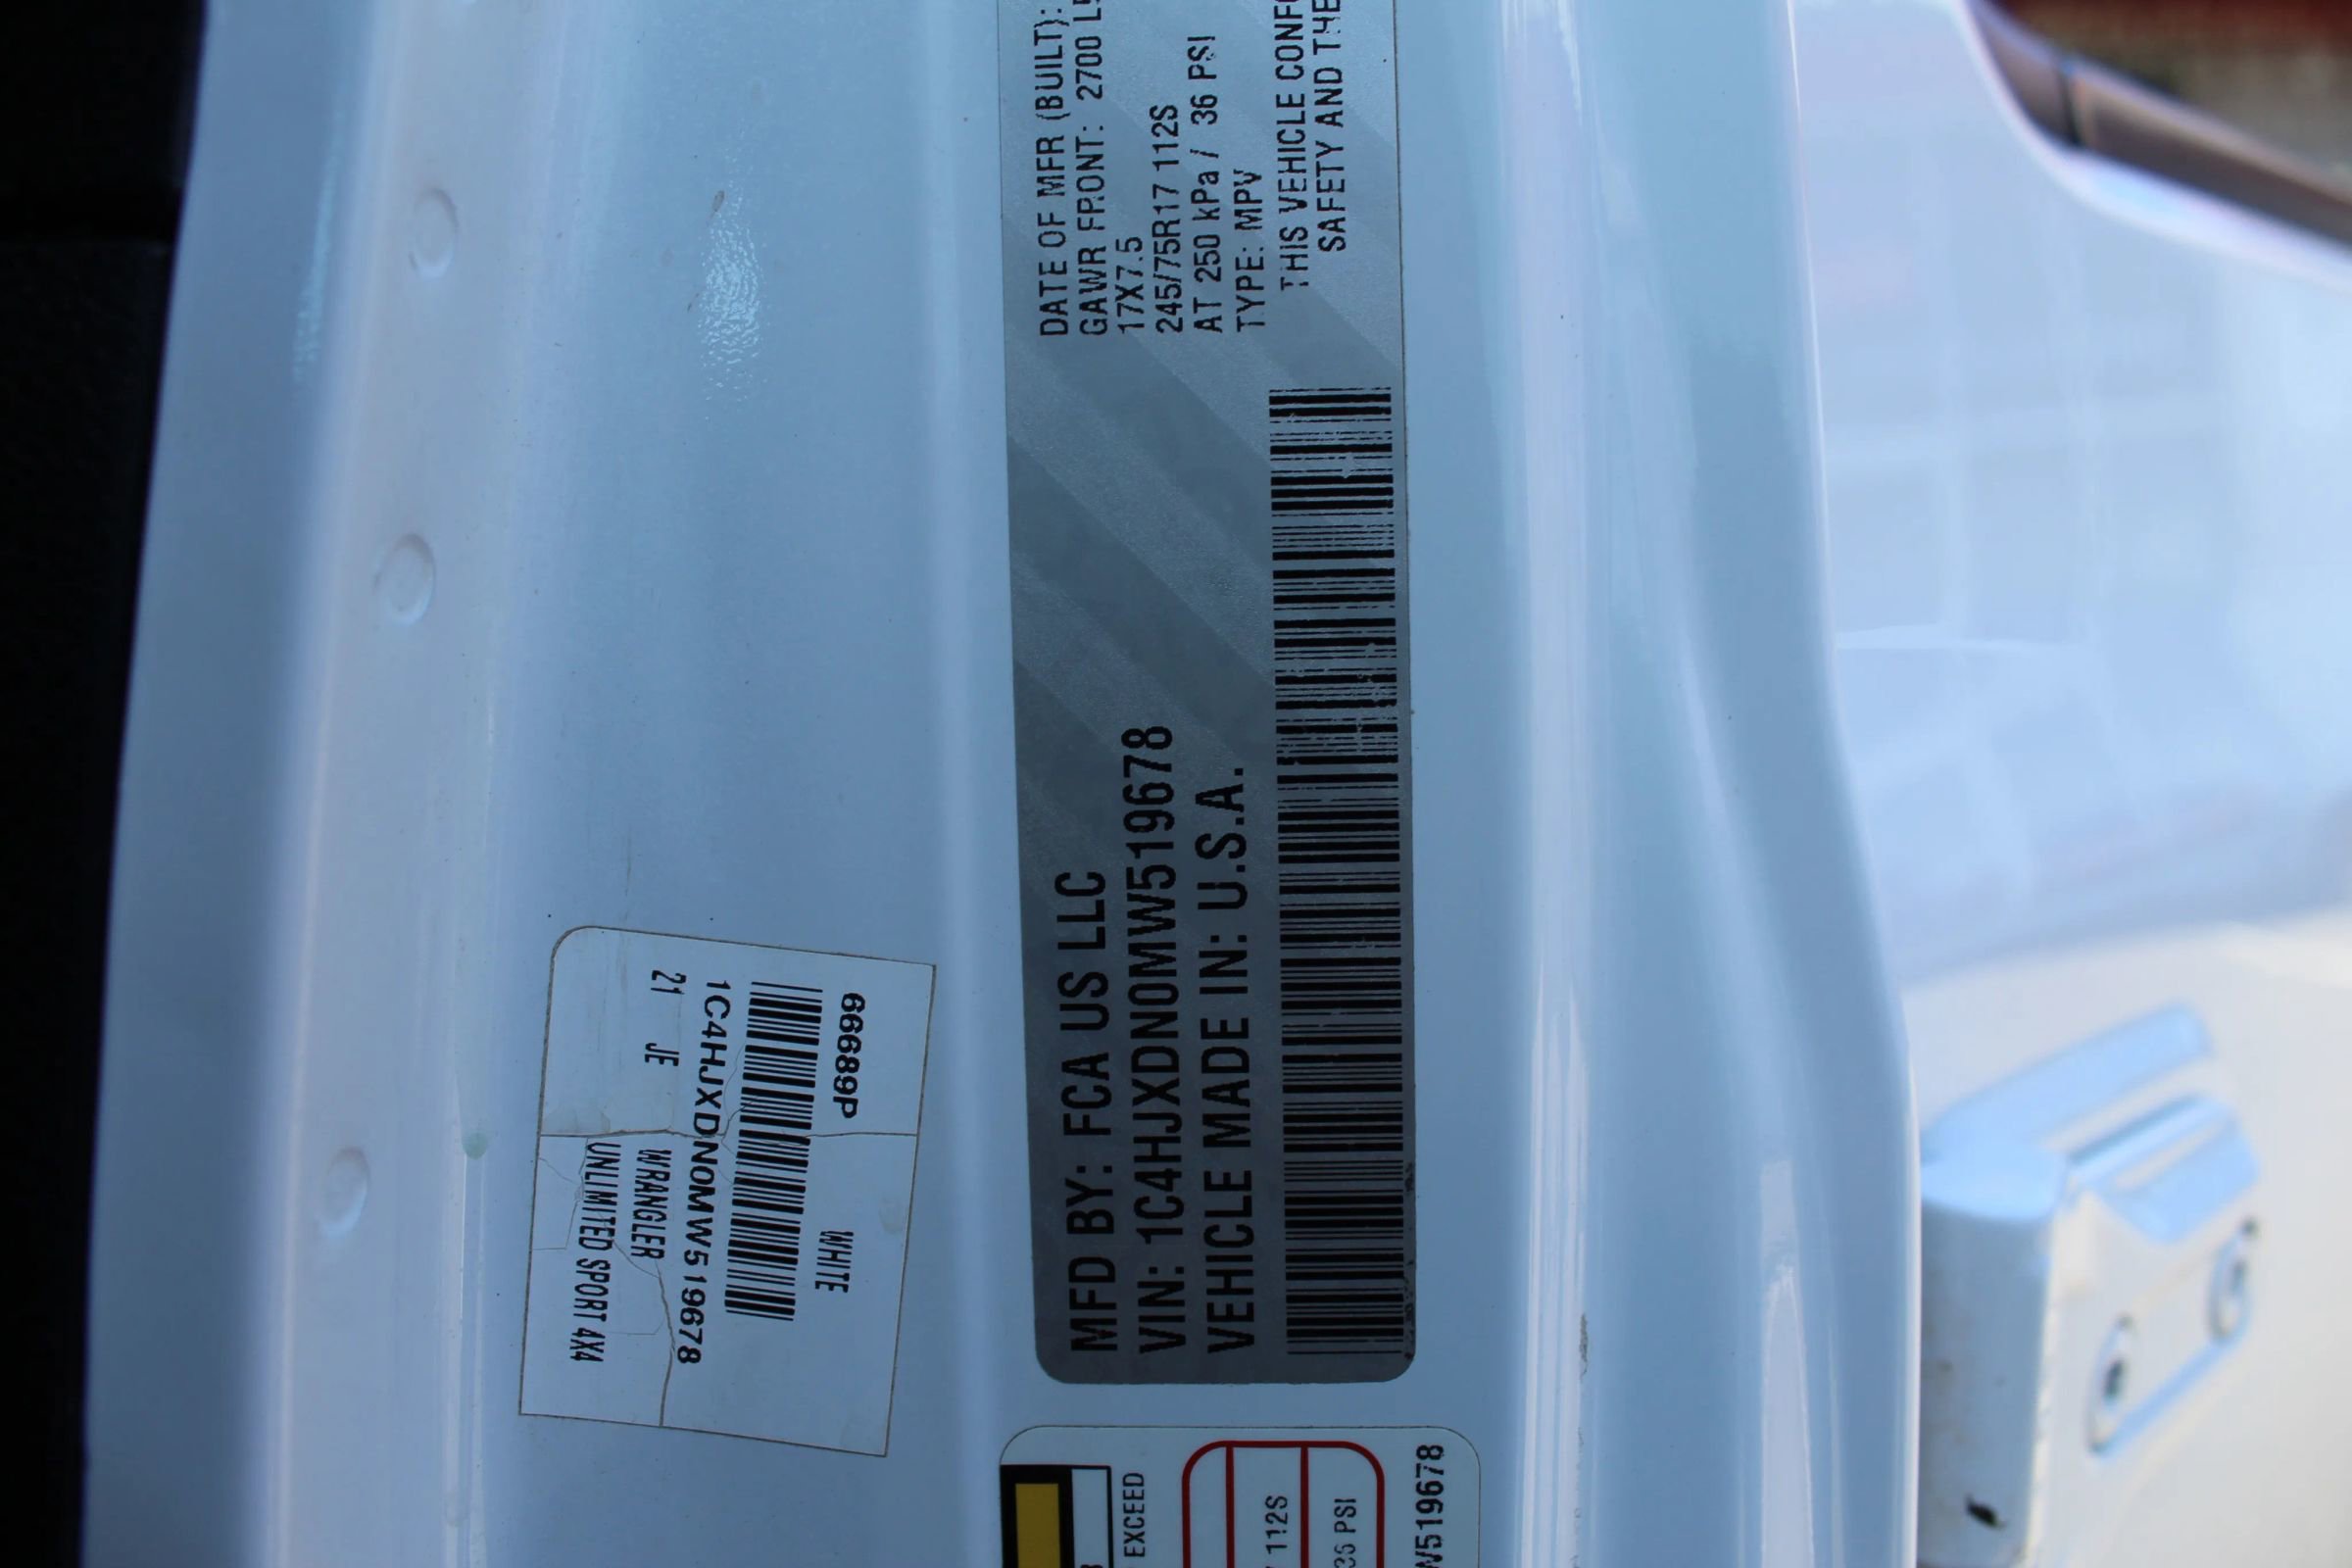 MFD BY: FCA US LLC
VIN: 1C4HJXDN0MW519678
VEHICLE MADE IN: U.S.A.
DATE OF MFR (BUILT):
GAWR FRONT: 2700
17X7.5
245/75R17 112S
AT 250 kPa / 36 PSI
TYPE: MPV
THIS VEHICLE
SAFETY AND THE
66689P WHITE
1C4HJXDN0MW519678
21 JE WRANGLER
UNLIMITED SPORT 4X4
EXCEED
112S
PSI
W519678